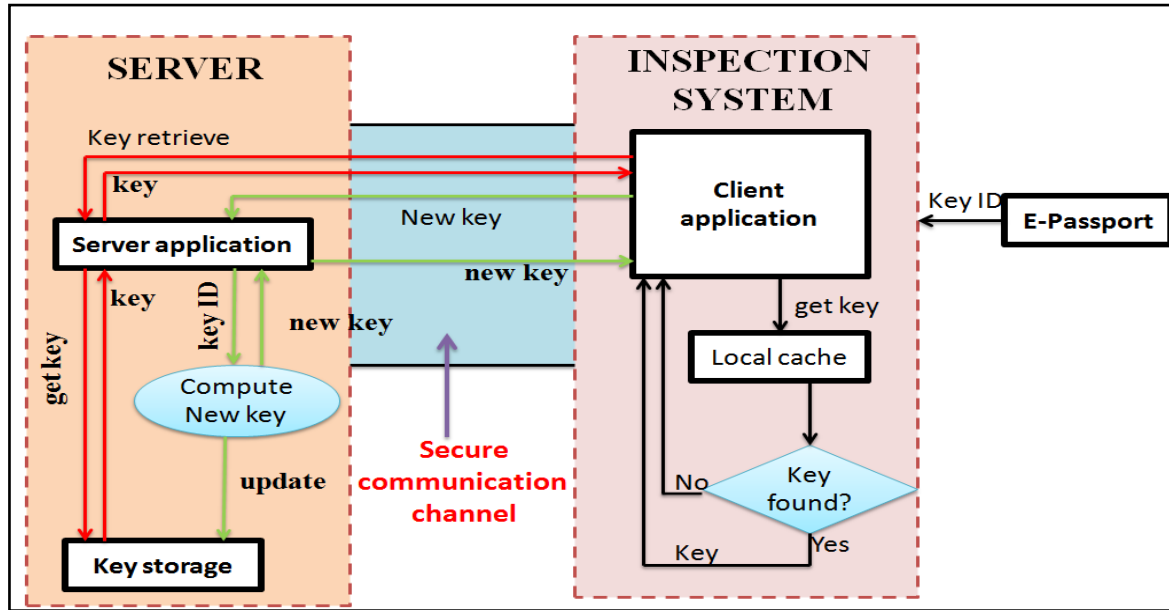 SERVER
INSPECTION
SYSTEM
Key retrieve
key
New key
new key
Client
application
Key ID
E-Passport
Server application
key
get key
key ID
new key
Compute
New key
update
Key storage
Secure
communication
channel
get key
Local cache
Key
found?
No
Yes
Key